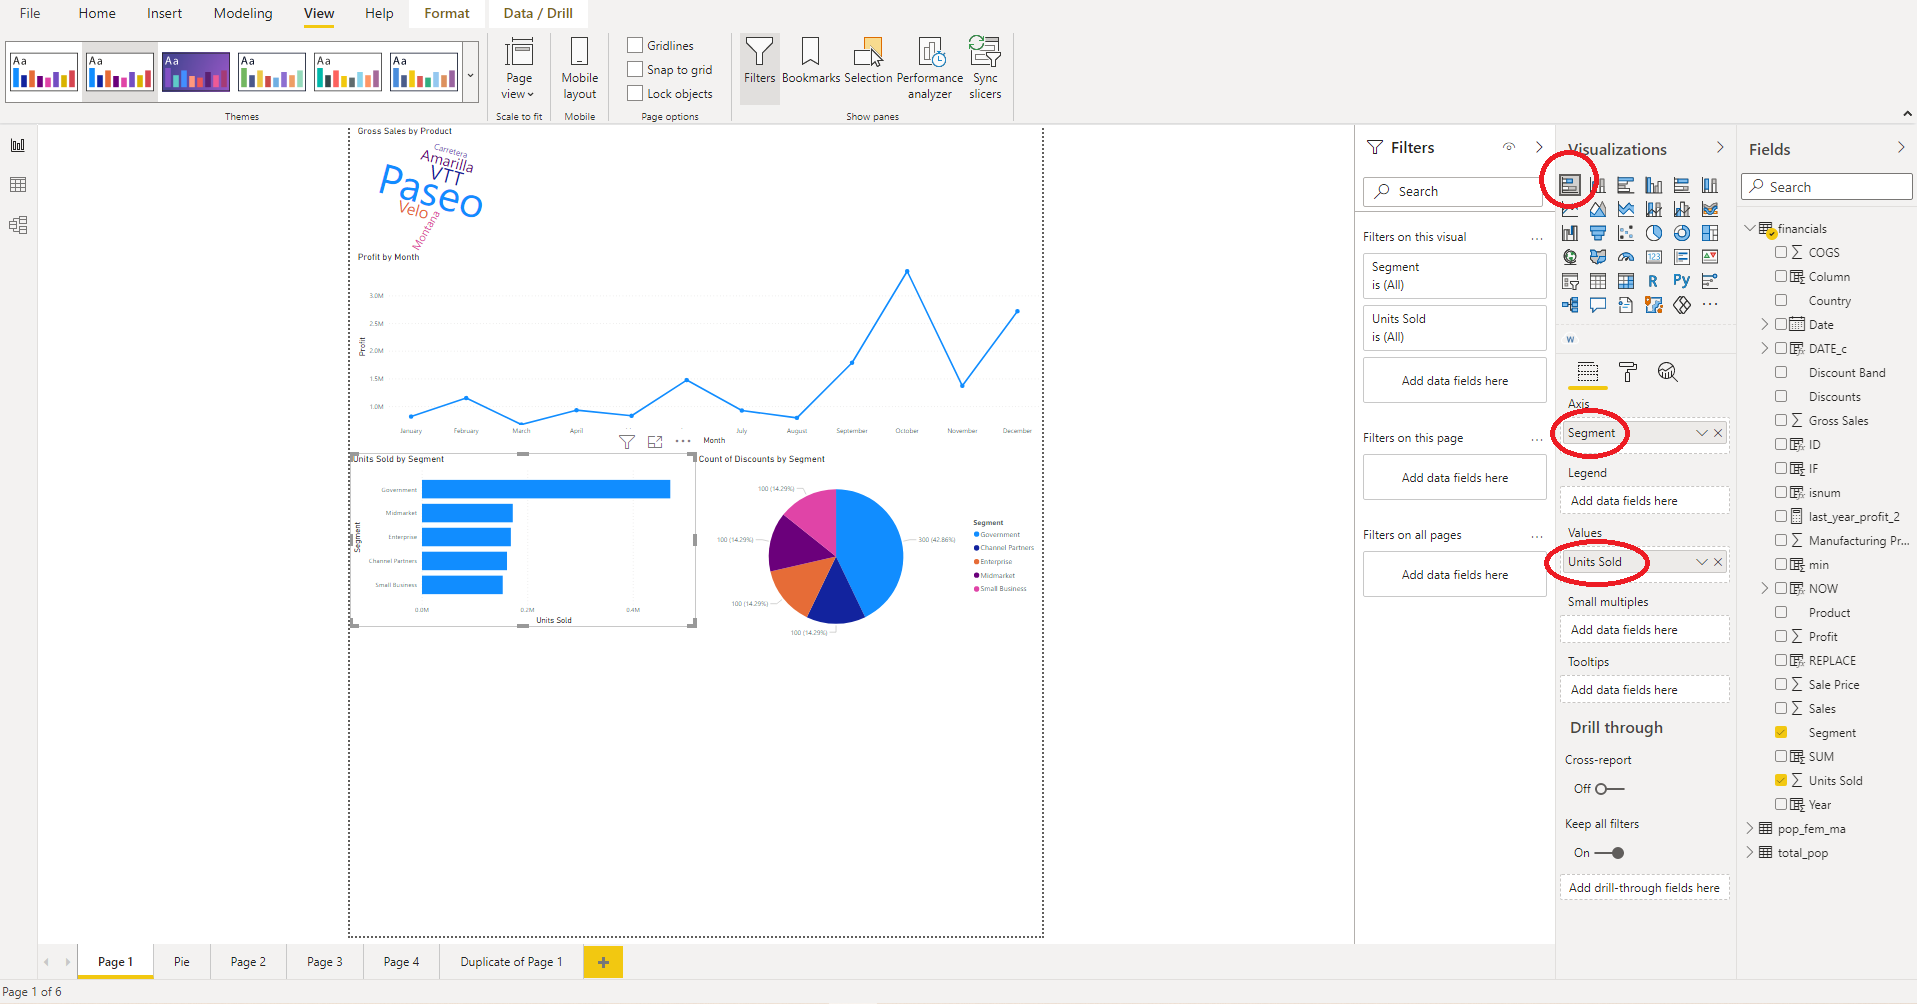 File Home Insert Modeling View Help Format Data / Drill
Aa Aa Aa Aa Aa Aa
Themes
Page view
Scale to fit
Mobile layout
Mobile
Gridlines
Snap to grid
Lock objects
Page options
Filters
Bookmarks
Selection
Performance analyzer
Sync slicers
Show panes
Gross Sales by Product
Carretera
Amarilla
VTT
Paseo
Velo
Montana
Profit by Month
Profit
3.0M
2.5M
2.0M
1.5M
1.0M
January February March April July August September October November December
Month
Units Sold by Segment
Segment
Government
Midmarket
Enterprise
Channel Partners
Small Business
0.0M 0.2M 0.4M
Units Sold
Count of Discounts by Segment
100 (14.29%)
100 (14.29%)
100 (14.29%)
100 (14.29%)
300 (42.86%)
Segment
Government
Channel Partners
Enterprise
Midmarket
Small Business
Filters
Search
Filters on this visual
Segment
is (All)
Units Sold
is (All)
Add data fields here
Filters on this page
Add data fields here
Filters on all pages
Add data fields here
Visualizations
123
R Py
W
Axis
Segment
Legend
Add data fields here
Values
Units Sold
Small multiples
Add data fields here
Tooltips
Add data fields here
Drill through
Cross-report
Off
Keep all filters
On
Add drill-through fields here
Fields
Search
financials
COGS
Column
Country
Date
DATE_c
Discount Band
Discounts
Gross Sales
ID
IF
isnum
last_year_profit_2
Manufacturing Pr...
min
NOW
Product
Profit
REPLACE
Sale Price
Sales
Segment
SUM
Units Sold
Year
pop_fem_ma
total_pop
Page 1 Pie Page 2 Page 3 Page 4 Duplicate of Page 1 +
Page 1 of 6